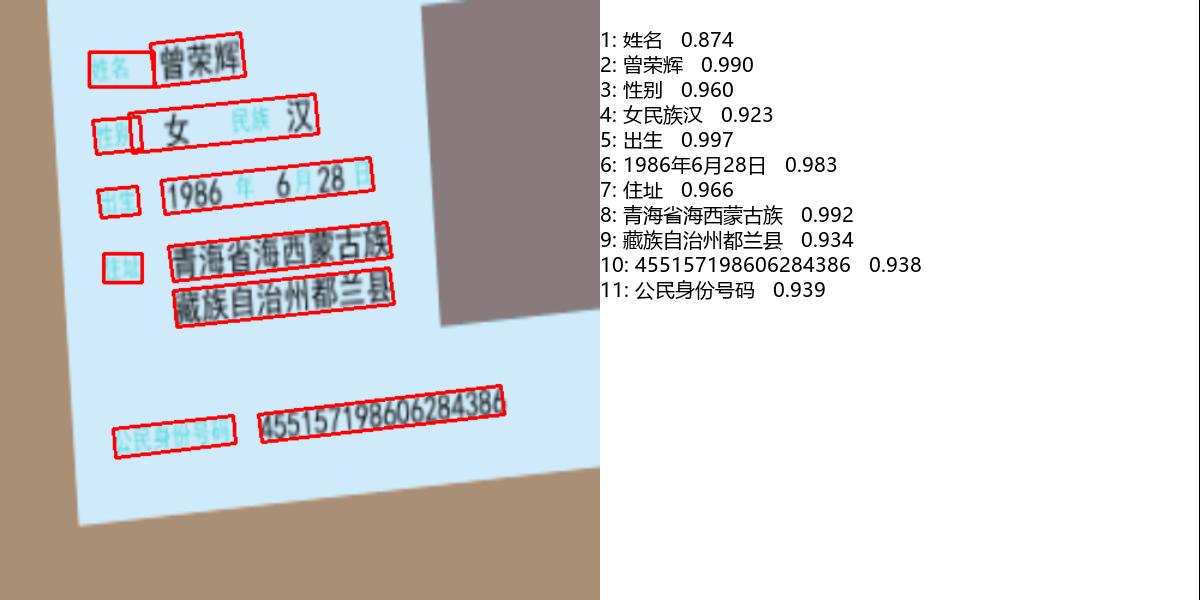 姓名 曾荣辉
性别 女 民族 汉
出生 1986 年 6 月 28 日
住址 青海省海西蒙古族
藏族自治州都兰县
公民身份号码 455157198606284386
1: 姓名 0.874
2: 曾荣辉 0.990
3: 性别 0.960
4: 女民族汉 0.923
5: 出生 0.997
6: 1986年6月28日 0.983
7: 住址 0.966
8: 青海省海西蒙古族 0.992
9: 藏族自治州都兰县 0.934
10: 455157198606284386 0.938
11: 公民身份号码 0.939